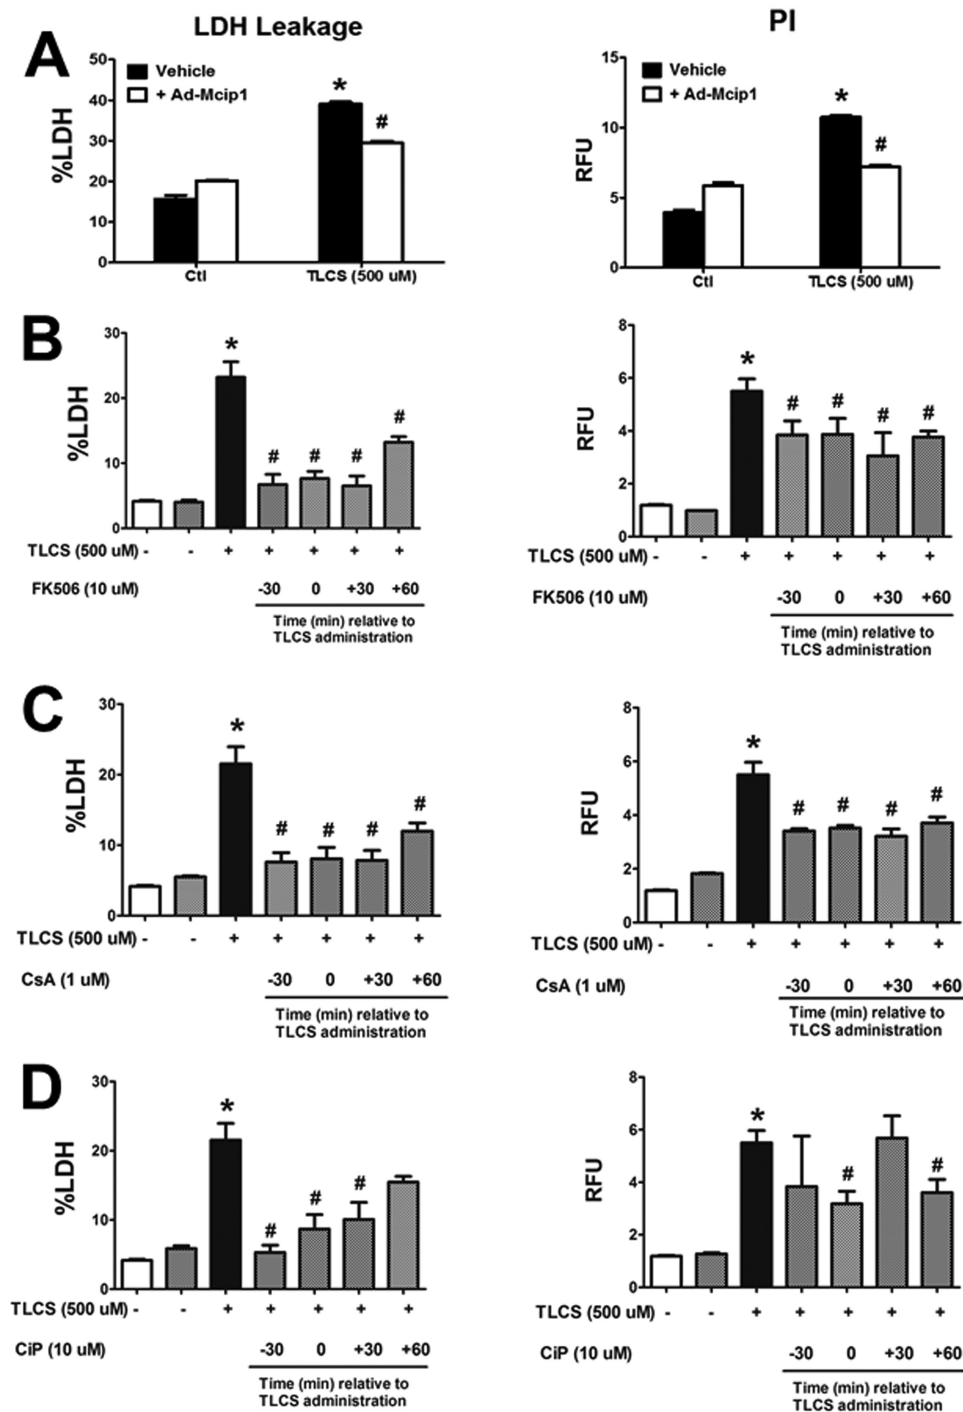 LDH Leakage
PI
A
%LDH
50
40
30
20
10
0
Vehicle
+ Ad-Mcip1
*
#
Ctl
TLCS (500 uM)
RFU
15
10
5
0
Vehicle
+ Ad-Mcip1
*
#
Ctl
TLCS (500 uM)
B
%LDH
30
20
10
0
*
# # # #
TLCS (500 uM) - - + + + + +
FK506 (10 uM) -30 0 +30 +60
Time (min) relative to
TLCS administration
RFU
8
6
4
2
0
*
# # # #
TLCS (500 uM) - - + + + + +
FK506 (10 uM) -30 0 +30 +60
Time (min) relative to
TLCS administration
C
%LDH
30
20
10
0
*
# # # #
TLCS (500 uM) - - + + + + +
CsA (1 uM) -30 0 +30 +60
Time (min) relative to
TLCS administration
RFU
8
6
4
2
0
*
# # # #
TLCS (500 uM) - - + + + + +
CsA (1 uM) -30 0 +30 +60
Time (min) relative to
TLCS administration
D
%LDH
30
20
10
0
*
# # #
TLCS (500 uM) - - + + + + +
CiP (10 uM) -30 0 +30 +60
Time (min) relative to
TLCS administration
RFU
8
6
4
2
0
*
# #
TLCS (500 uM) - - + + + + +
CiP (10 uM) -30 0 +30 +60
Time (min) relative to
TLCS administration